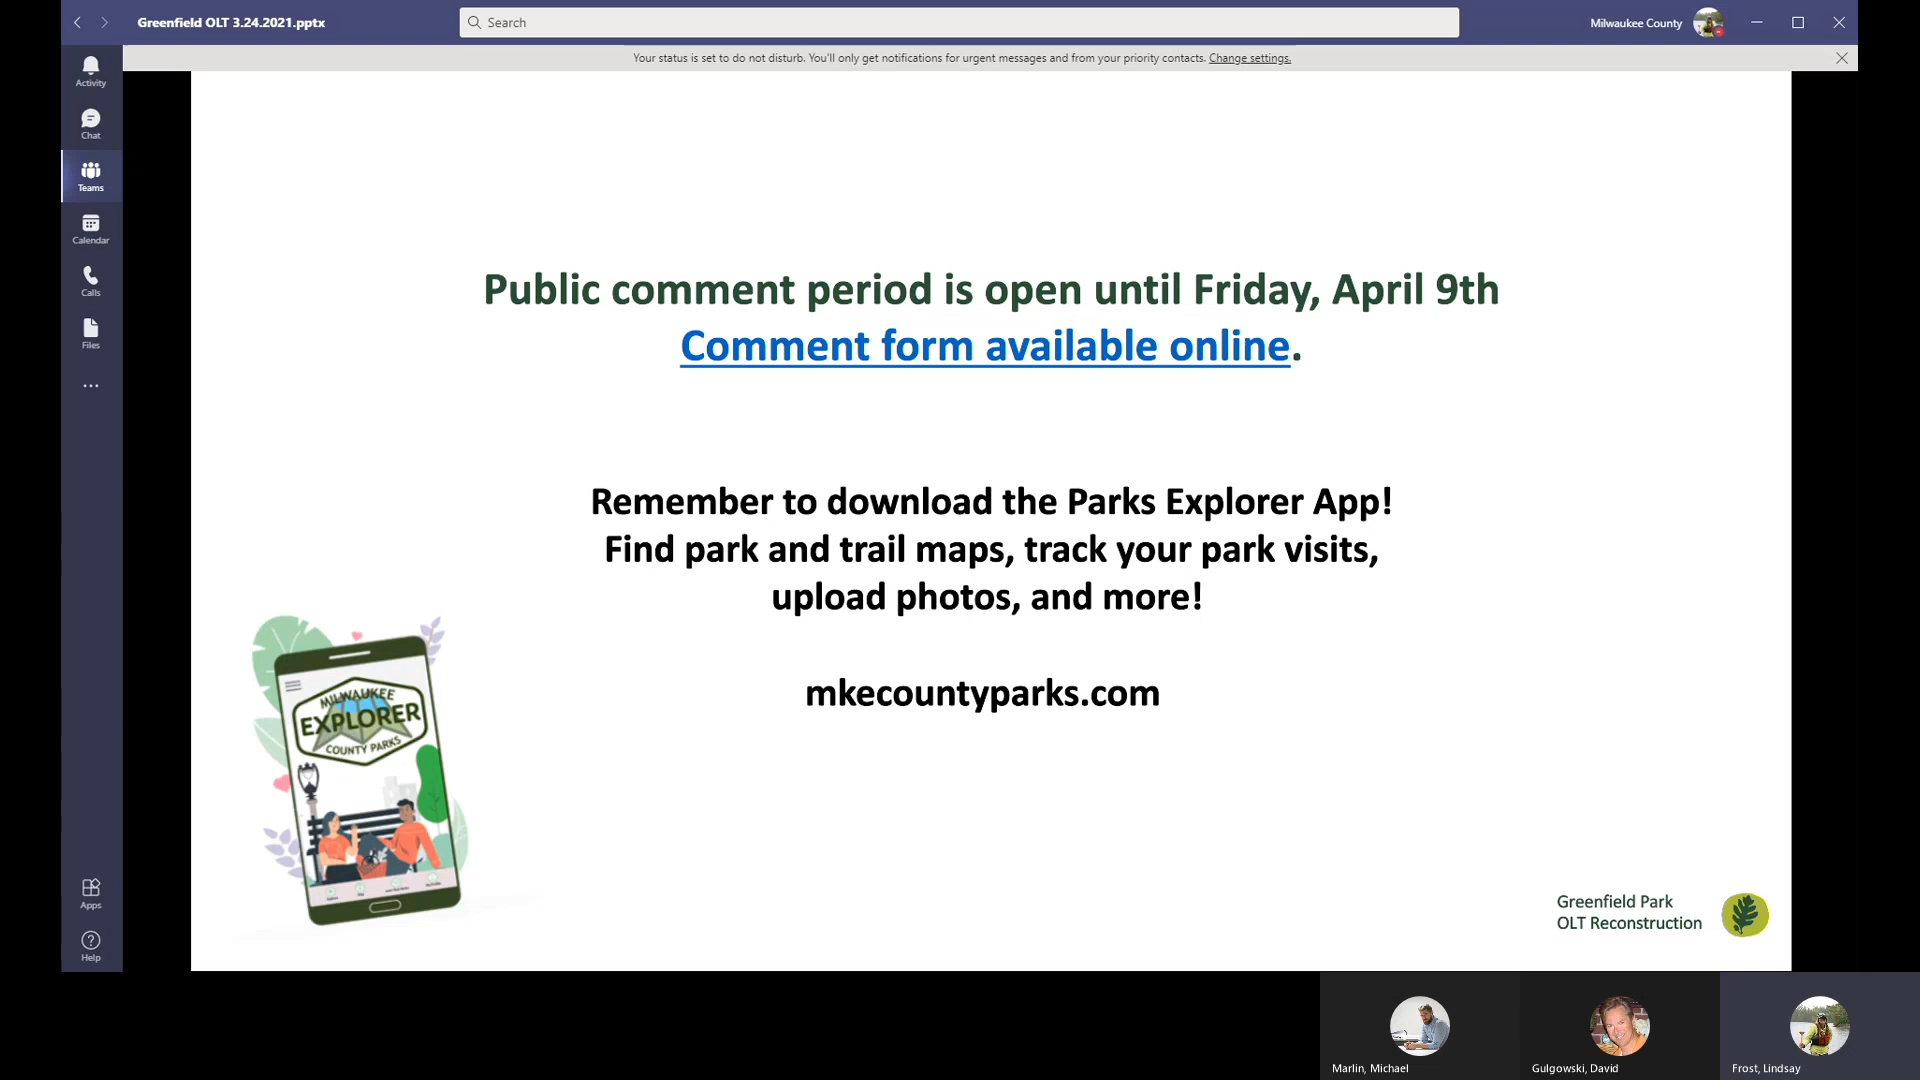 Greenfield OLT 3.24.2021.pptx
Search
Milwaukee County
Your status is set to do not disturb. You'll only get notifications for urgent messages and from your priority contacts. Change settings.
Activity
Chat
Teams
Calendar
Calls
Files
Apps
Help
Public comment period is open until Friday, April 9th
Comment form available online.
Remember to download the Parks Explorer App!
Find park and trail maps, track your park visits,
upload photos, and more!
mkecountyparks.com
MILWAUKEE
EXPLORER
COUNTY PARKS
Greenfield Park
OLT Reconstruction
Marlin, Michael
Gulgowski, David
Frost, Lindsay